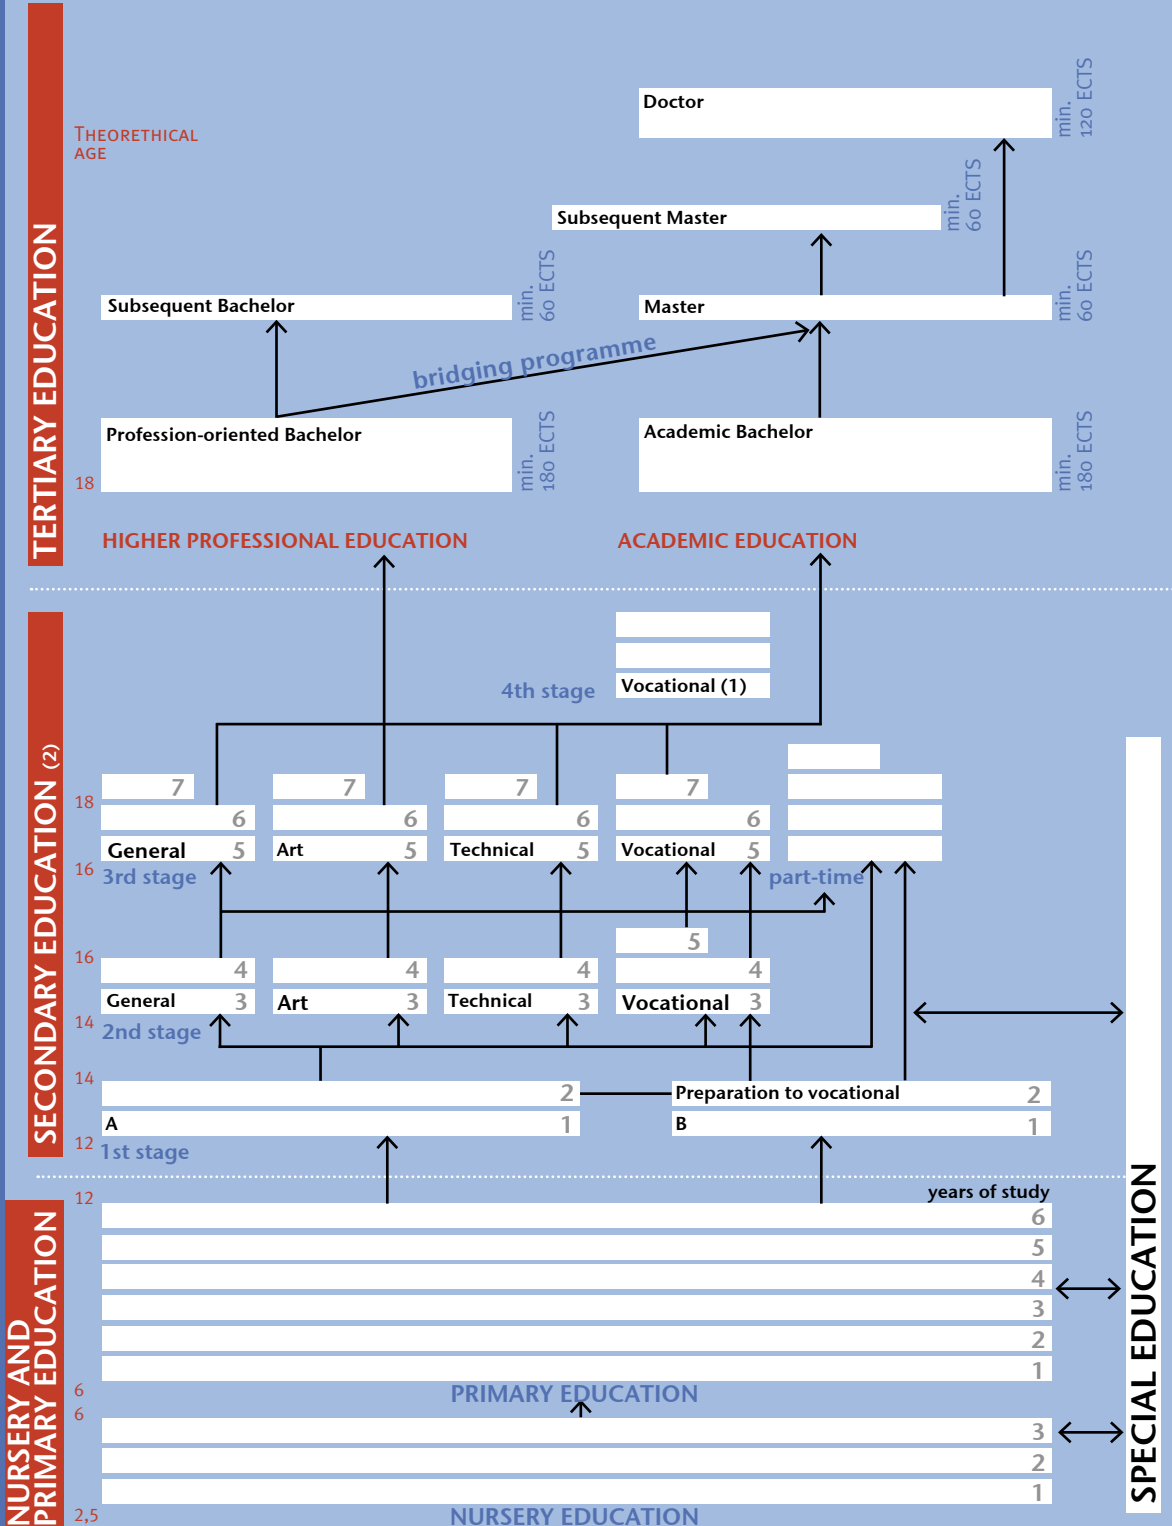 TERTIARY EDUCATION
THEORETHICAL
AGE
Doctor
min.
120 ECTS
Subsequent Master
min.
60 ECTS
Subsequent Bachelor
min.
60 ECTS
Master
min.
60 ECTS
bridging programme
Profession-oriented Bachelor
min.
180 ECTS
Academic Bachelor
min.
180 ECTS
18
HIGHER PROFESSIONAL EDUCATION
ACADEMIC EDUCATION
SECONDARY EDUCATION (2)
4th stage
Vocational (1)
7
7
7
7
18
6
6
6
6
General 5
Art 5
Technical 5
Vocational 5
16
3rd stage
part-time
5
16
4
4
4
4
General 3
Art 3
Technical 3
Vocational 3
14
2nd stage
14
2
Preparation to vocational 2
A 1
B 1
12
1st stage
NURSERY AND
PRIMARY EDUCATION
12
years of study
6
5
4
3
2
1
6
PRIMARY EDUCATION
6
3
2
1
2,5
NURSERY EDUCATION
SPECIAL EDUCATION